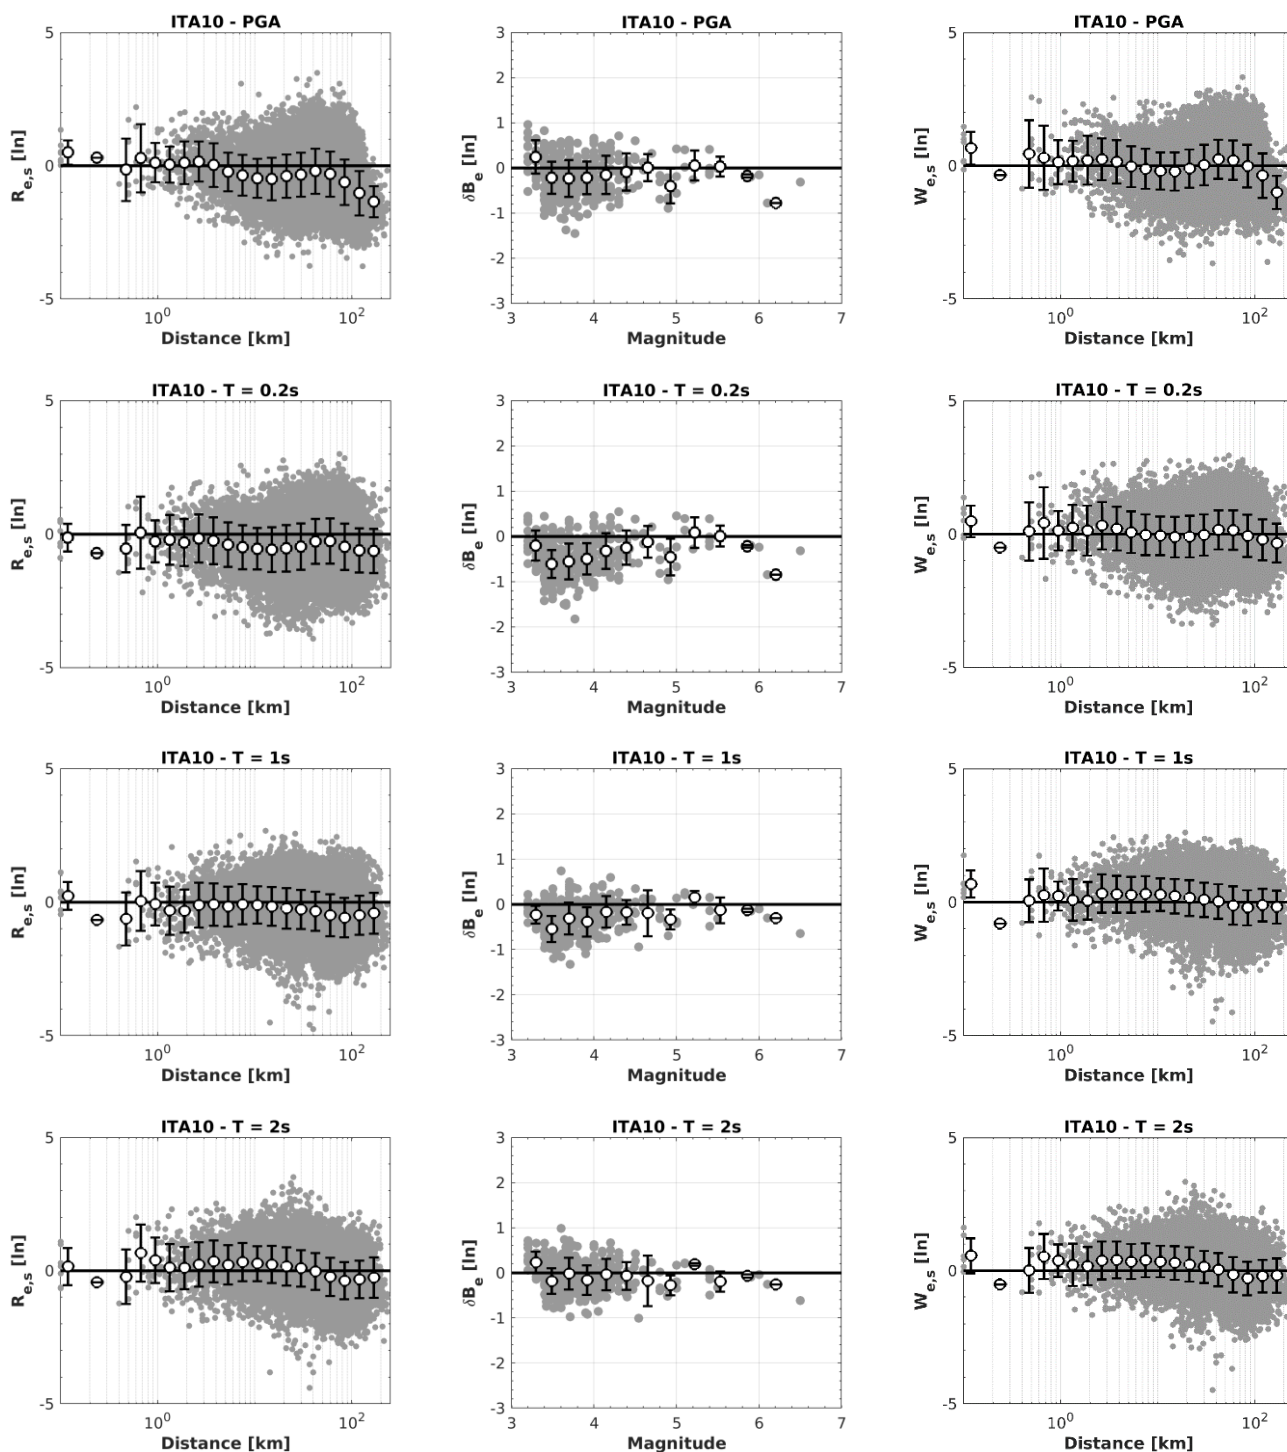 ITA10 - PGA
5
0
-5
R_e,s [ln]
10^0
10^2
Distance [km]
ITA10 - PGA
3
2
1
0
-1
-2
-3
δB_e [ln]
3
4
5
6
7
Magnitude
ITA10 - PGA
5
0
-5
W_e,s [ln]
10^0
10^2
Distance [km]
ITA10 - T = 0.2s
5
0
-5
R_e,s [ln]
10^0
10^2
Distance [km]
ITA10 - T = 0.2s
3
2
1
0
-1
-2
-3
δB_e [ln]
3
4
5
6
7
Magnitude
ITA10 - T = 0.2s
5
0
-5
W_e,s [ln]
10^0
10^2
Distance [km]
ITA10 - T = 1s
5
0
-5
R_e,s [ln]
10^0
10^2
Distance [km]
ITA10 - T = 1s
3
2
1
0
-1
-2
-3
δB_e [ln]
3
4
5
6
7
Magnitude
ITA10 - T = 1s
5
0
-5
W_e,s [ln]
10^0
10^2
Distance [km]
ITA10 - T = 2s
5
0
-5
R_e,s [ln]
10^0
10^2
Distance [km]
ITA10 - T = 2s
3
2
1
0
-1
-2
-3
δB_e [ln]
3
4
5
6
7
Magnitude
ITA10 - T = 2s
5
0
-5
W_e,s [ln]
10^0
10^2
Distance [km]